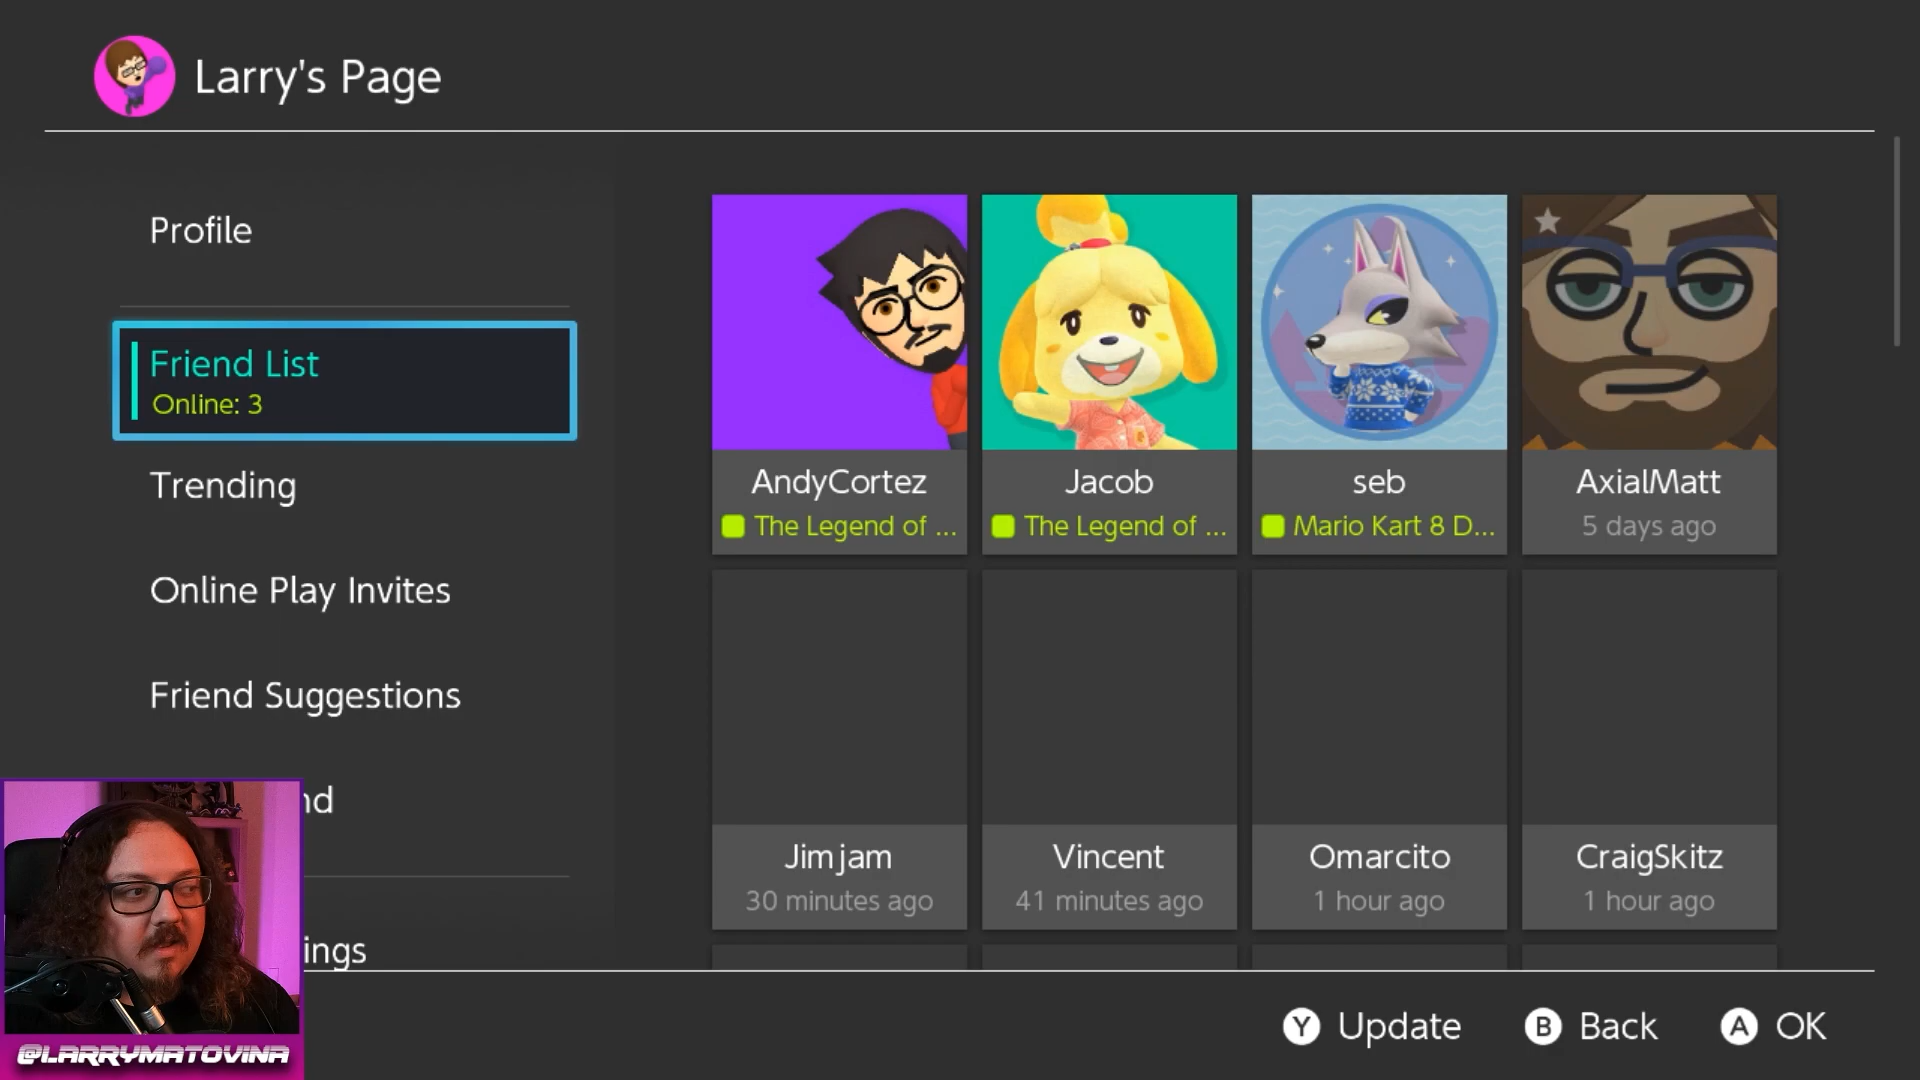 Larry's Page
Profile
Friend List
Online: 3
Trending
Online Play Invites
Friend Suggestions
nd
ings
AndyCortez
The Legend of ...
Jacob
The Legend of ...
seb
Mario Kart 8 D...
AxialMatt
5 days ago
Jimjam
30 minutes ago
Vincent
41 minutes ago
Omarcito
1 hour ago
CraigSkitz
1 hour ago
@LARRYMATOVINA
Y Update
B Back
A OK